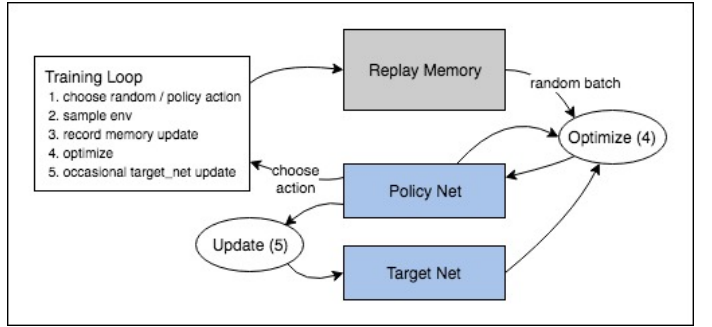 Training Loop
1. choose random / policy action
2. sample env
3. record memory update
4. optimize
5. occasional target_net update
Replay Memory
random batch
Optimize (4)
choose
action
Policy Net
Update (5)
Target Net